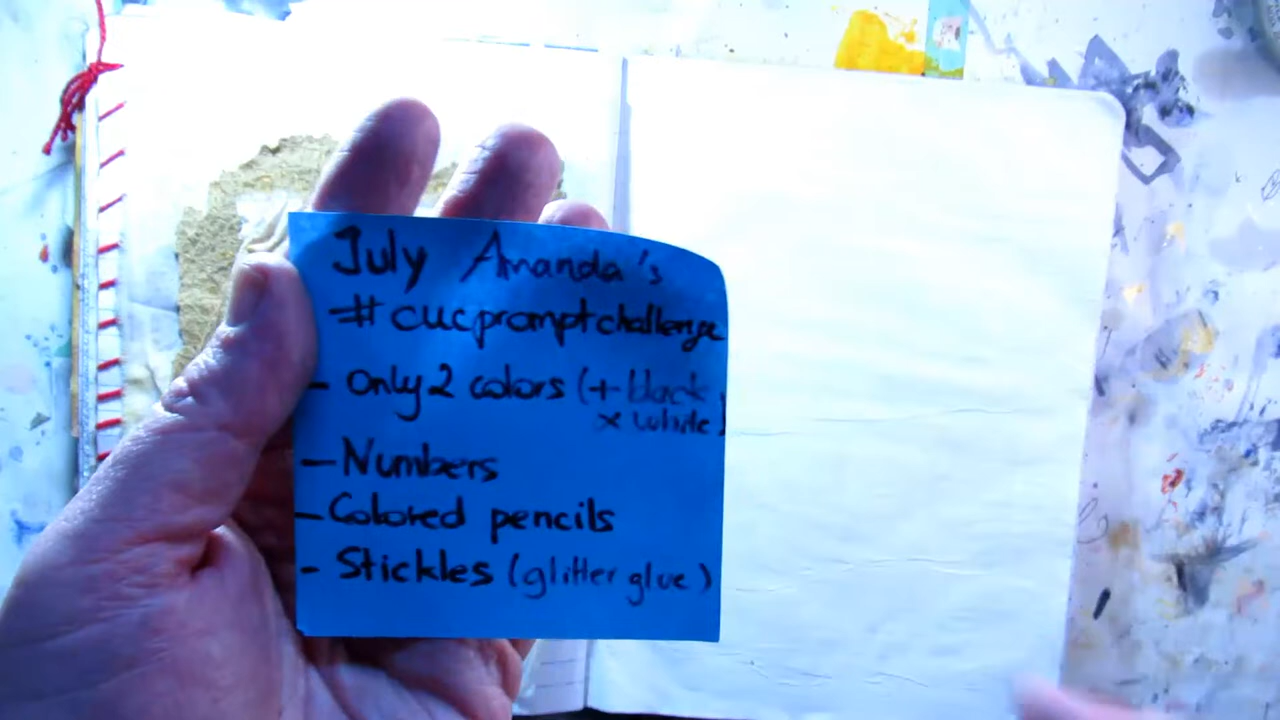 July Amanda's
#cucpromptchallenge
- Only 2 colors (+ black
x white)
- Numbers
- Colored pencils
- Stickles (glitter glue)